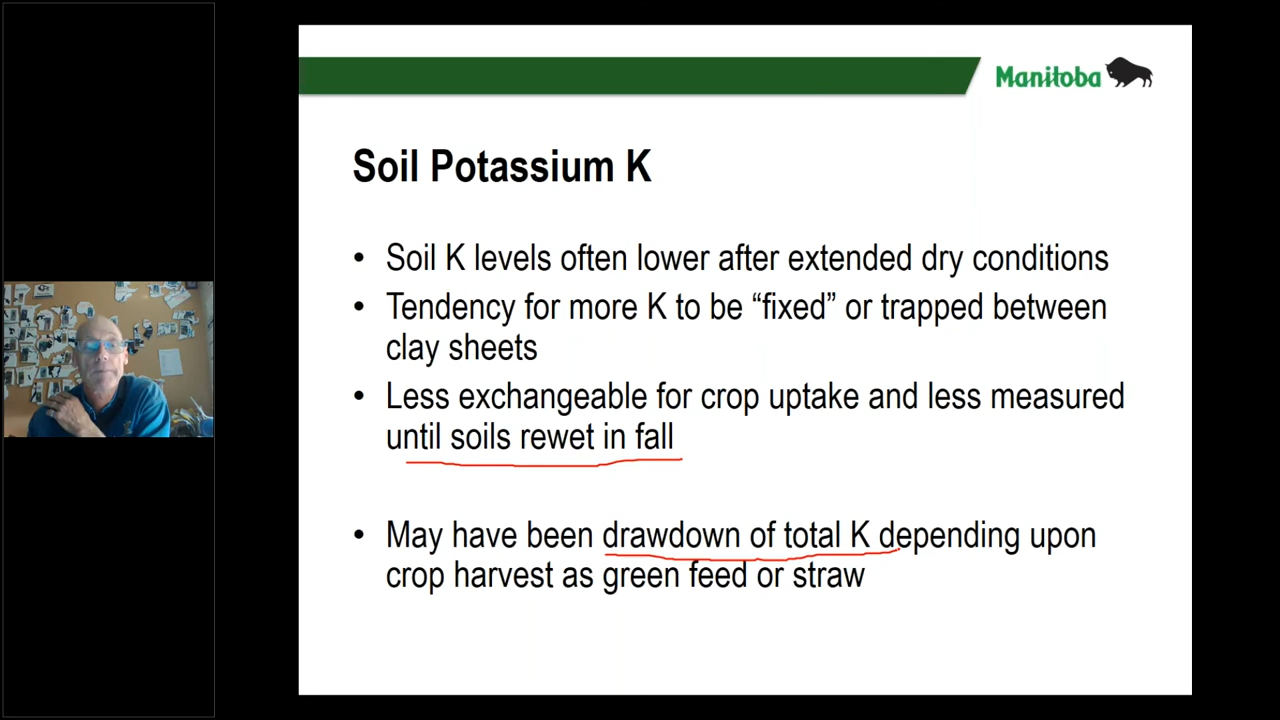 Manitoba
Soil Potassium K
• Soil K levels often lower after extended dry conditions
• Tendency for more K to be “fixed” or trapped between
clay sheets
• Less exchangeable for crop uptake and less measured
until soils rewet in fall
• May have been drawdown of total K depending upon
crop harvest as green feed or straw